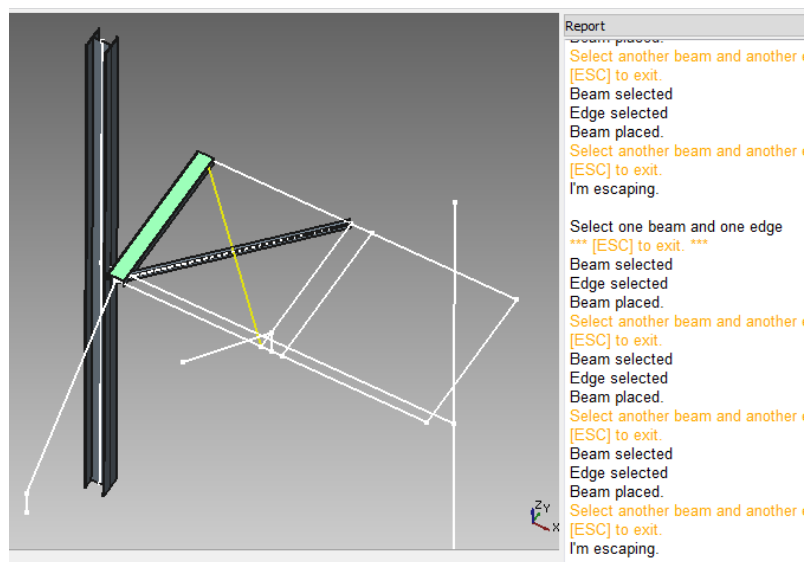 Report
Beam placed.
Select another beam and another
[ESC] to exit.
Beam selected
Edge selected
Beam placed.
Select another beam and another
[ESC] to exit.
I'm escaping.
Select one beam and one edge
*** [ESC] to exit. ***
Beam selected
Edge selected
Beam placed.
Select another beam and another
[ESC] to exit.
Beam selected
Edge selected
Beam placed.
Select another beam and another
[ESC] to exit.
Beam selected
Edge selected
Beam placed.
Select another beam and another
[ESC] to exit.
I'm escaping.
Z Y
X